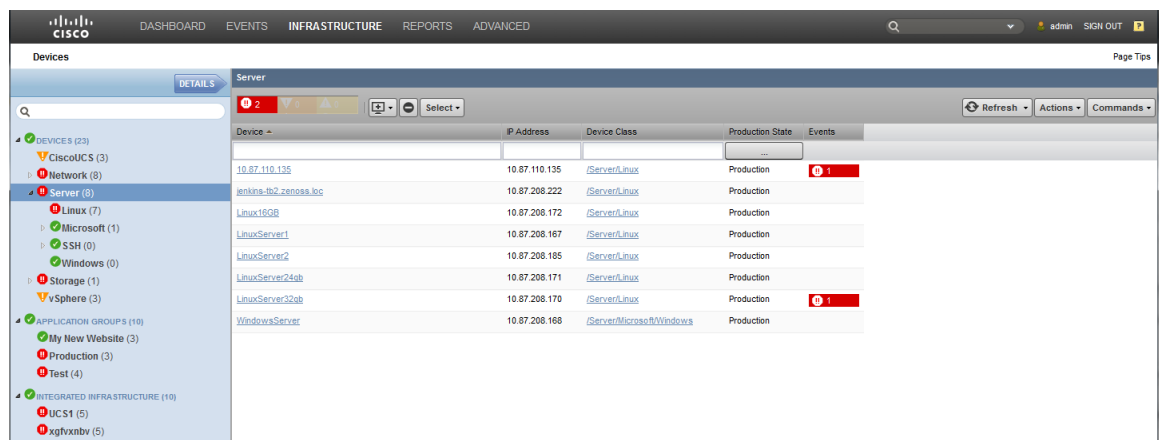 CISCO DASHBOARD EVENTS INFRASTRUCTURE REPORTS ADVANCED admin SIGN OUT ?
Devices Page Tips
DETAILS
Server
2 Select Refresh Actions Commands
Device IP Address Device Class Production State Events
...
DEVICES (23)
CiscoUCS (3)
Network (8)
Server (8)
Linux (7)
Microsoft (1)
SSH (0)
Windows (0)
Storage (1)
vSphere (3)
APPLICATION GROUPS (10)
My New Website (3)
Production (3)
Test (4)
INTEGRATED INFRASTRUCTURE (10)
UCS1 (5)
xgfvxnbv (5)
10.87.110.135 10.87.110.135 /Server/Linux Production 1
jenkins-tb2.zenoss.loc 10.87.208.222 /Server/Linux Production
Linux16GB 10.87.208.172 /Server/Linux Production
LinuxServer1 10.87.208.167 /Server/Linux Production
LinuxServer2 10.87.208.185 /Server/Linux Production
LinuxServer24gb 10.87.208.171 /Server/Linux Production
LinuxServer32gb 10.87.208.170 /Server/Linux Production 1
WindowsServer 10.87.208.168 /Server/Microsoft/Windows Production